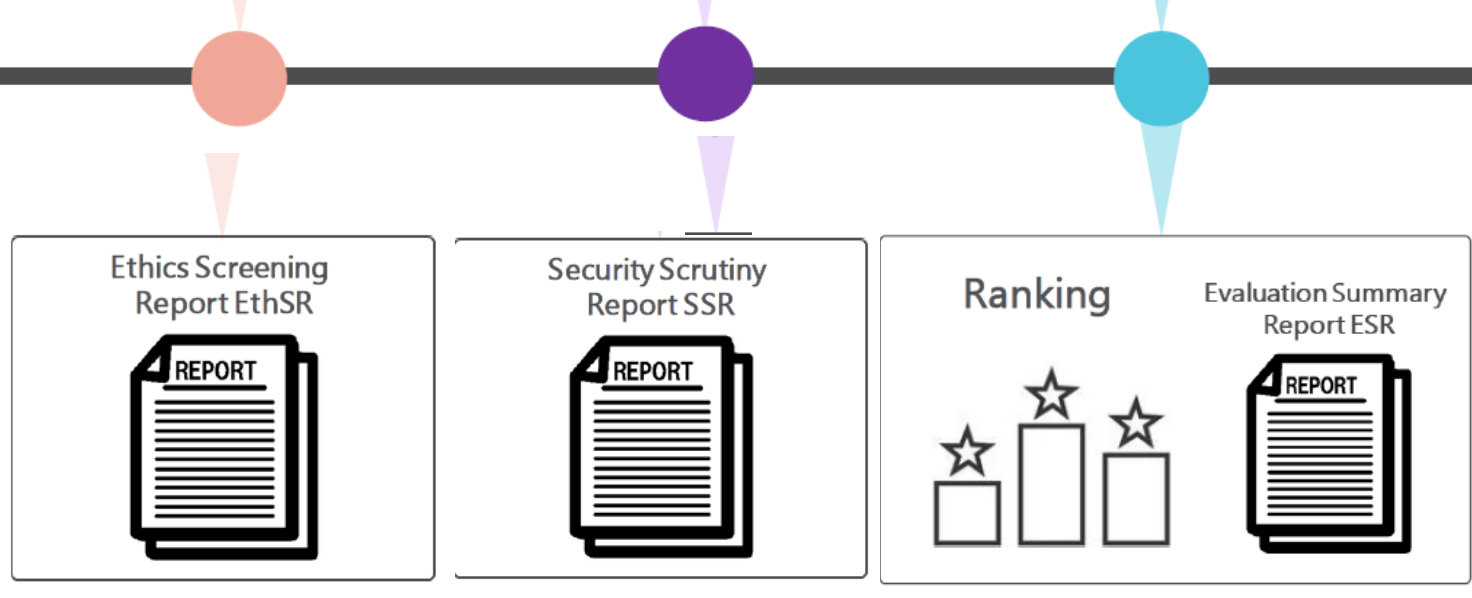 Ethics Screening
Report EthSR
REPORT
Security Scrutiny
Report SSR
REPORT
Ranking
Evaluation Summary
Report ESR
REPORT